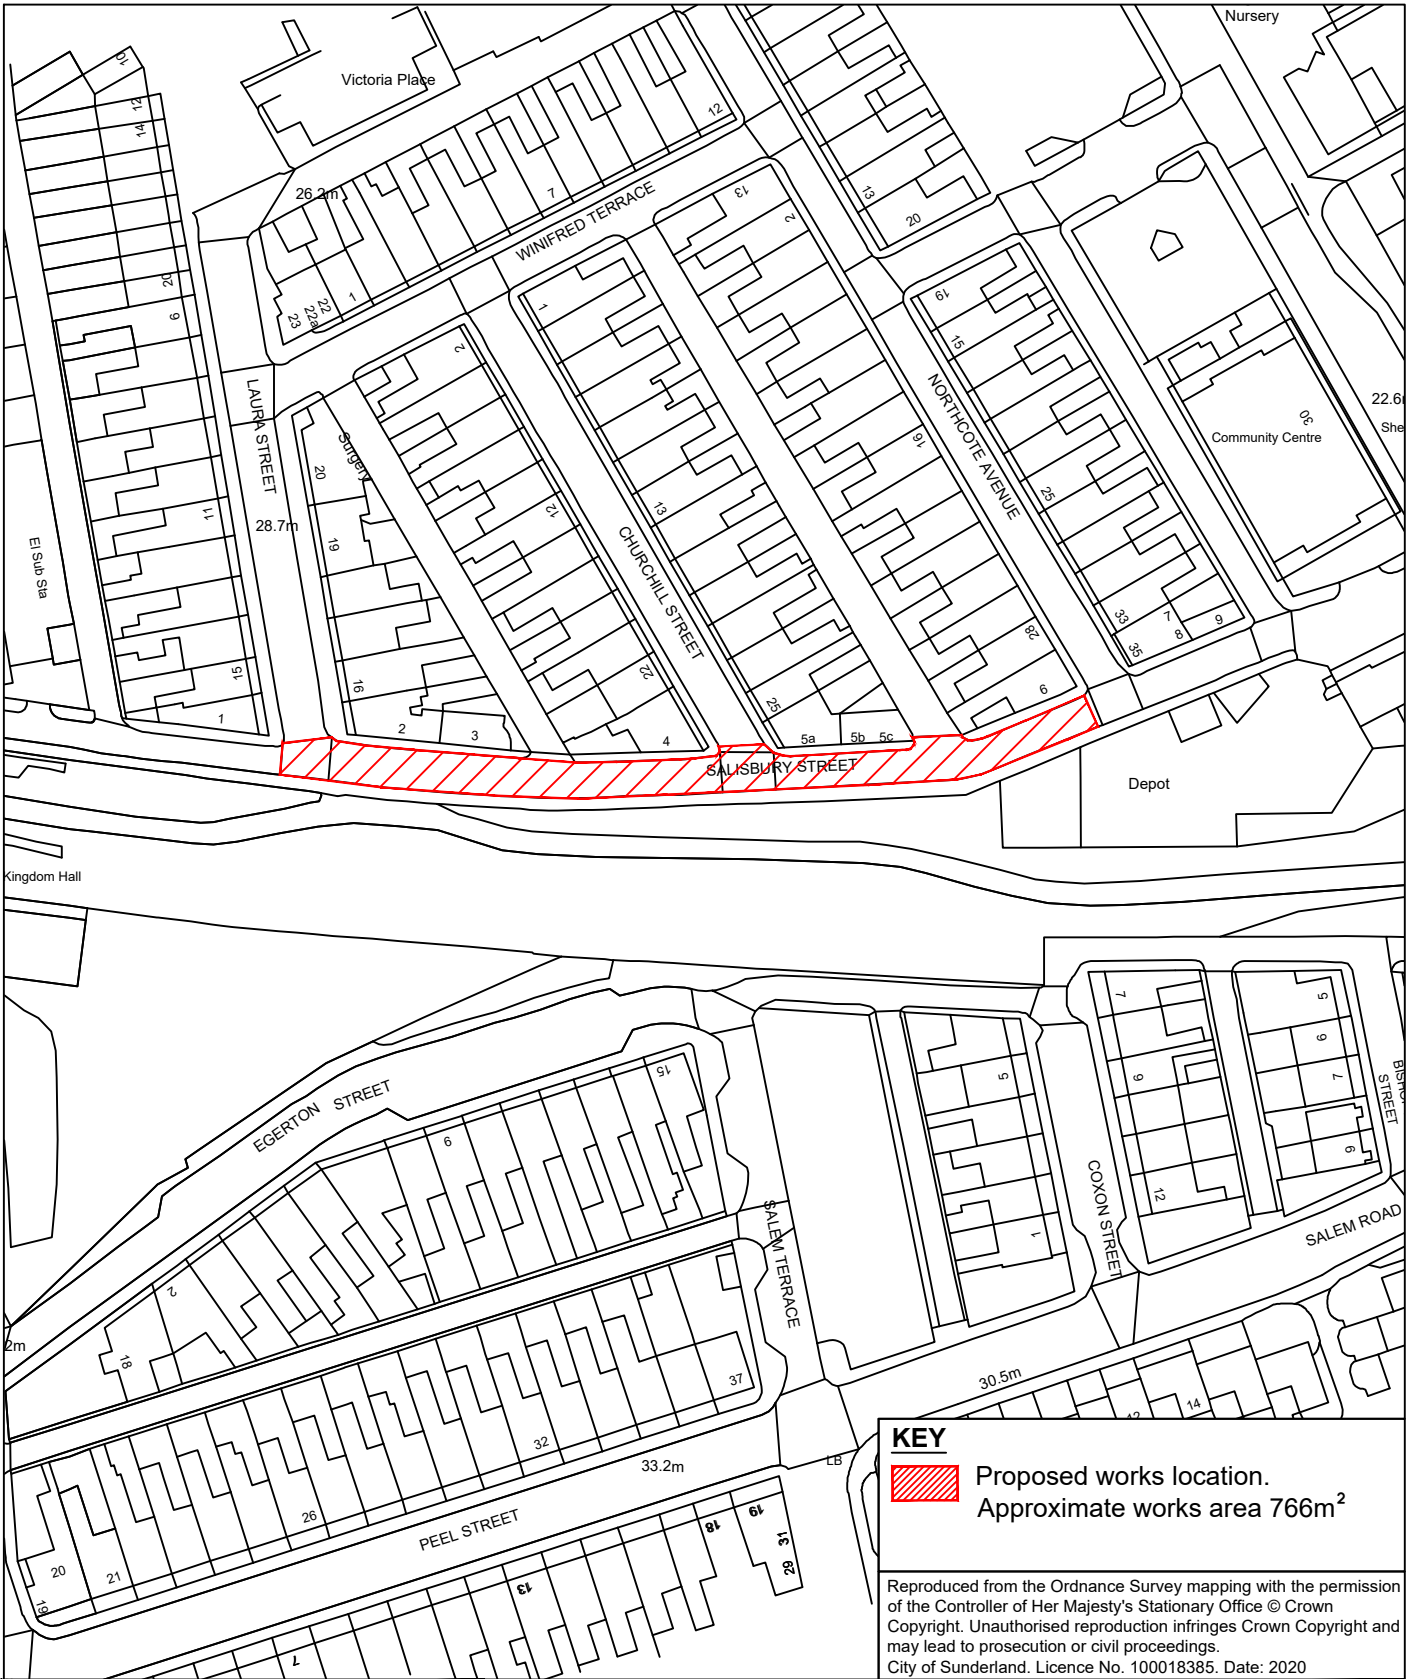 Nursery
Victoria Place
10
12
14
12
26.2m
7
WINIFRED TERRACE
13
2
13
20
20
6
23
22a
22
1
1
19
15
2
LAURA STREET
NORTHCOTE AVENUE
22.6
She
30
Community Centre
Surgery
20
16
25
11
28.7m
19
13
12
CHURCHILL STREET
El Sub Sta
33
7
8
9
35
28
15
16
22
25
6
1
2
3
4
5a
5b
5c
SALISBURY STREET
Depot
Kingdom Hall
7
5
6
7
9
BISHO
STREET
EGERTON STREET
15
9
5
9
12
COXON STREET
1
SALEM TERRACE
SALEM ROAD
2
2m
18
37
30.5m
12
14
32
33.2m
LB
26
PEEL STREET
20
21
19
18
19
31
29
13
7
KEY
Proposed works location.
Approximate works area 766m²
Reproduced from the Ordnance Survey mapping with the permission
of the Controller of Her Majesty's Stationary Office © Crown
Copyright. Unauthorised reproduction infringes Crown Copyright and
may lead to prosecution or civil proceedings.
City of Sunderland. Licence No. 100018385. Date: 2020